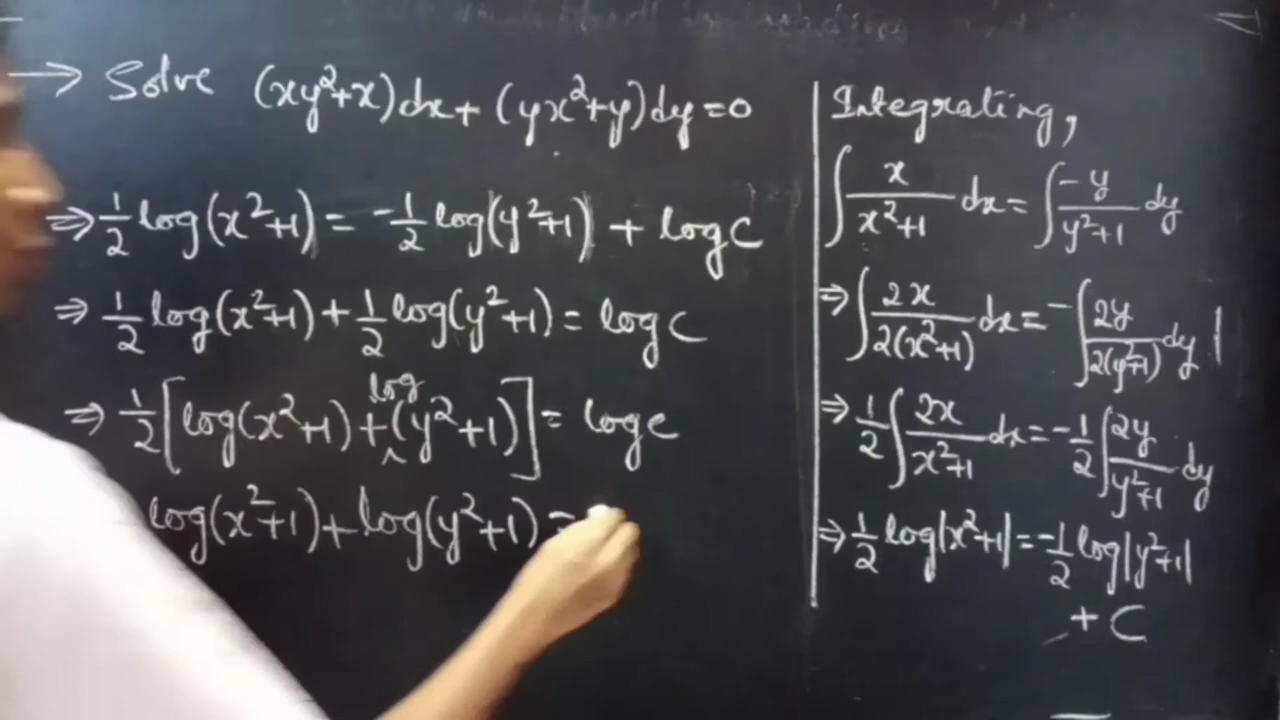 → Solve (xy²+x)dx + (yx²+y)dy = 0
⇒ 1/2 log(x²+1) = -1/2 log(y²+1) + log C
⇒ 1/2 log(x²+1) + 1/2 log(y²+1) = log C
⇒ 1/2 [log(x²+1) + log(y²+1)] = log C
log(x²+1) + log(y²+1) =
Integrating,
∫ x/(x²+1) dx = ∫ -y/(y²+1) dy
⇒ ∫ 2x/(2(x²+1)) dx = -∫ 2y/(2(y²+1)) dy
⇒ 1/2 ∫ 2x/(x²+1) dx = -1/2 ∫ 2y/(y²+1) dy
⇒ 1/2 log|x²+1| = -1/2 log|y²+1|
+ C